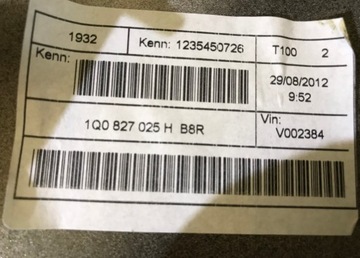 1932 Kenn: 1235450726 T100 2
Kenn:
29/08/2012
9:52
1Q0 827 025 H B8R
Vin:
V002384